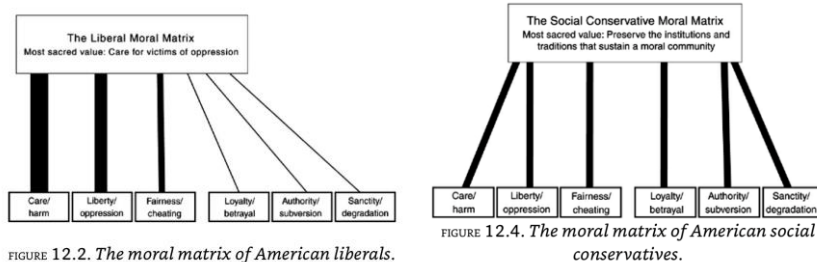 The Liberal Moral Matrix
Most sacred value: Care for victims of oppression
Care/
harm
Liberty/
oppression
Fairness/
cheating
Loyalty/
betrayal
Authority/
subversion
Sanctity/
degradation
FIGURE 12.2. The moral matrix of American liberals.
The Social Conservative Moral Matrix
Most sacred value: Preserve the institutions and
traditions that sustain a moral community
Care/
harm
Liberty/
oppression
Fairness/
cheating
Loyalty/
betrayal
Authority/
subversion
Sanctity/
degradation
FIGURE 12.4. The moral matrix of American social
conservatives.